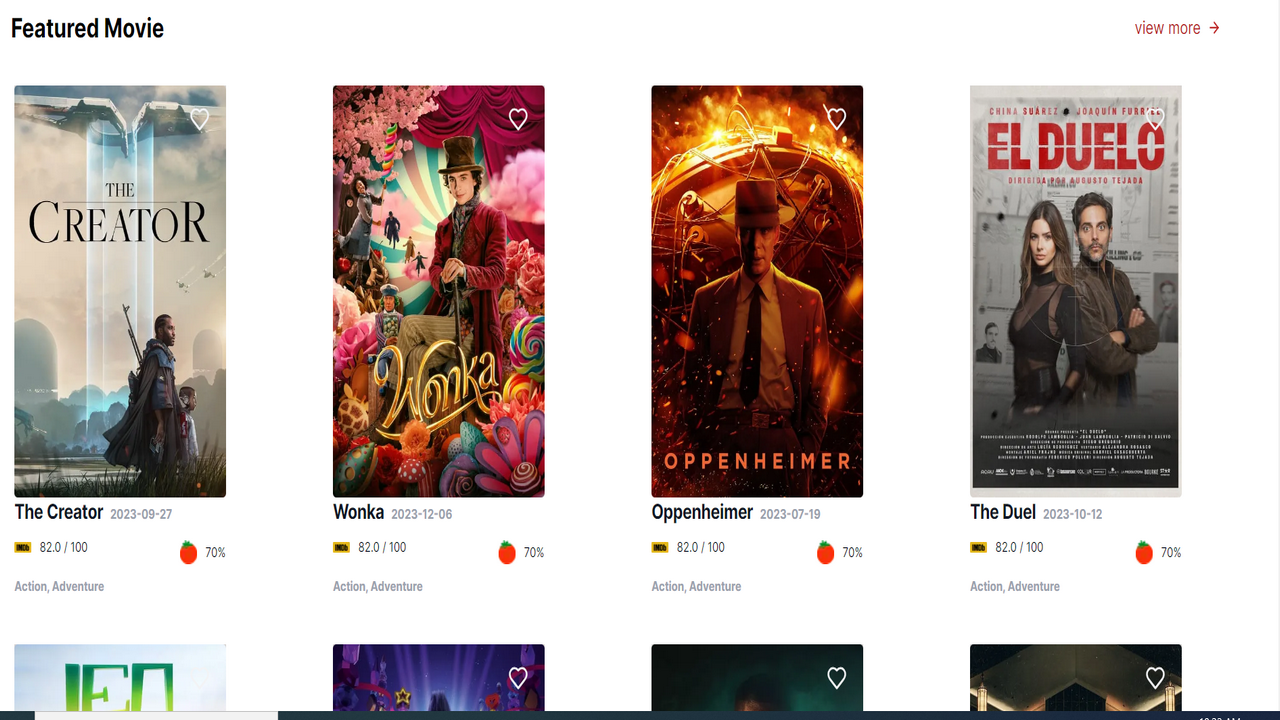 Featured Movie
view more →
THE
CREATOR
Wonka
OPPENHEIMER
CHINA SUÁREZ JOAQUÍN FURRIEL
EL DUELO
DIRIGIDA POR AUGUSTO TEJADA
The Creator 2023-09-27
Wonka 2023-12-06
Oppenheimer 2023-07-19
The Duel 2023-10-12
IMDb 82.0 / 100 70%
IMDb 82.0 / 100 70%
IMDb 82.0 / 100 70%
IMDb 82.0 / 100 70%
Action, Adventure
Action, Adventure
Action, Adventure
Action, Adventure
LEO